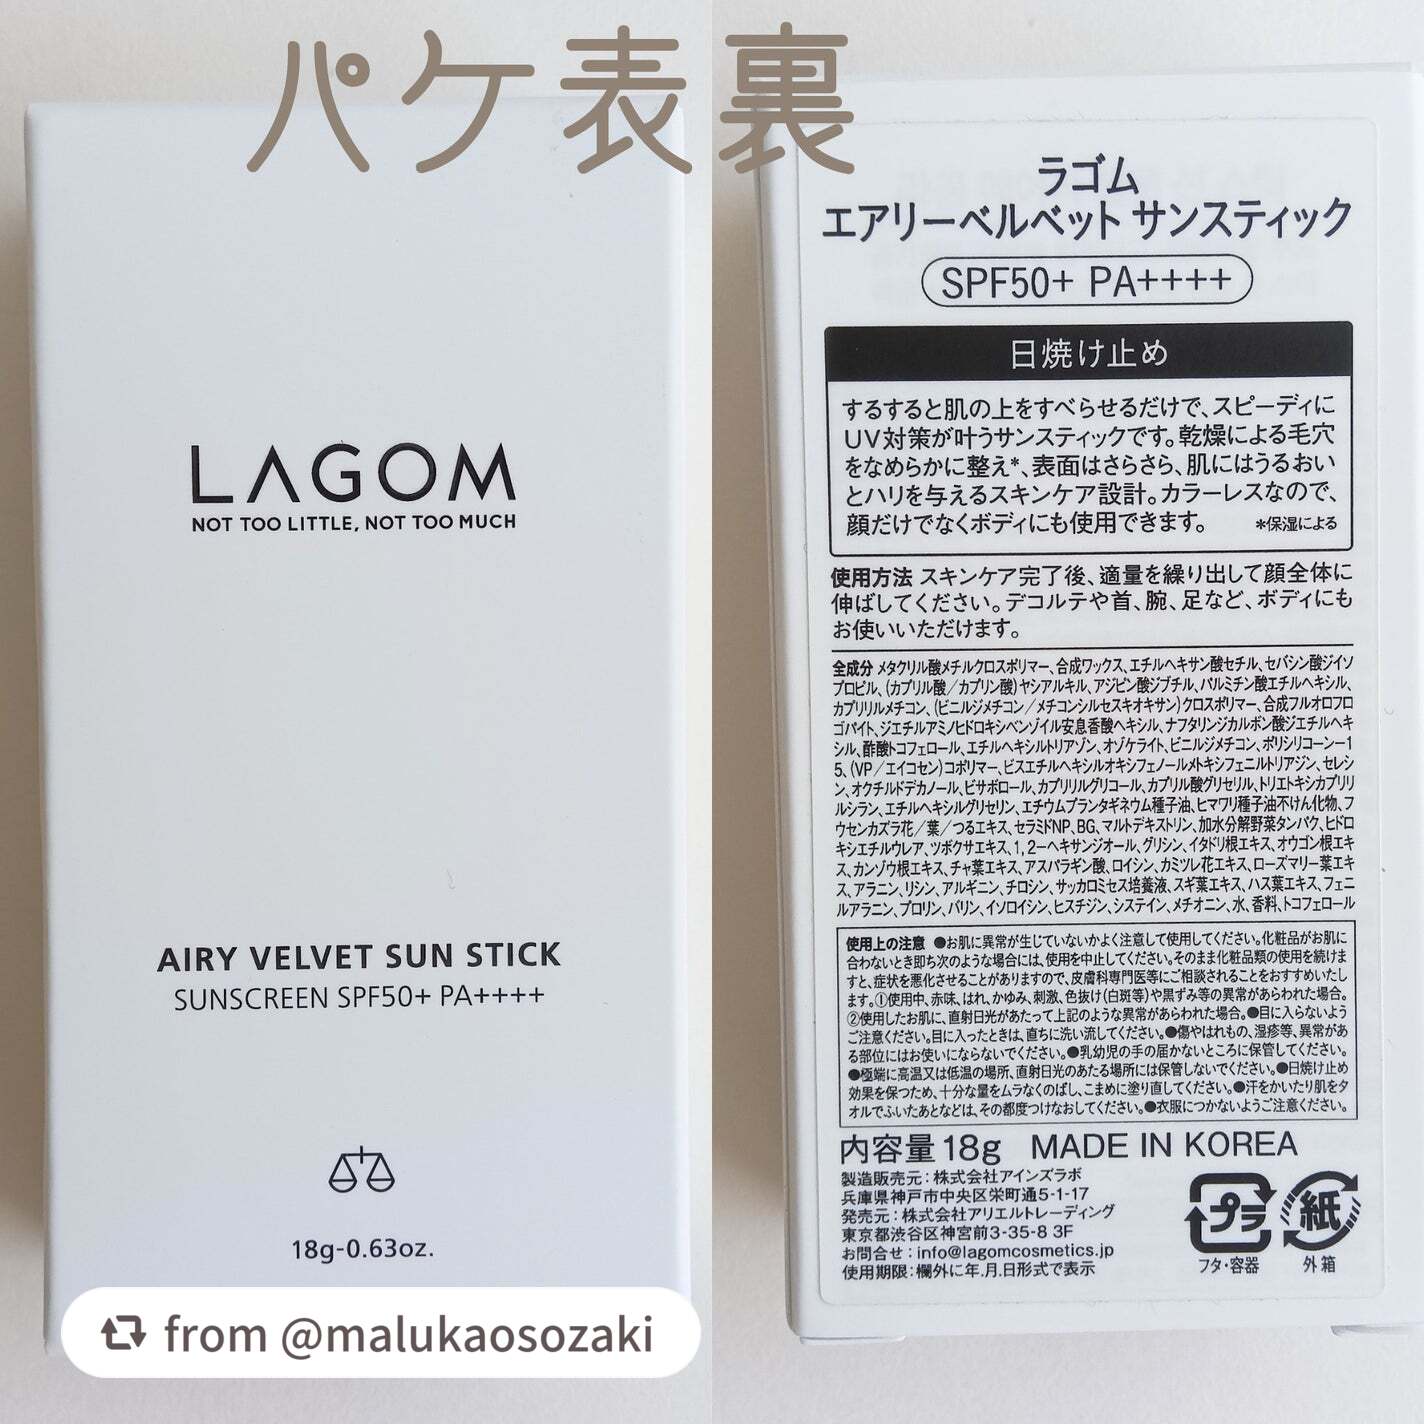 パケ表裏
LAGOM
NOT TOO LITTLE, NOT TOO MUCH
AIRY VELVET SUN STICK
SUNSCREEN SPF50+ PA++++
18g-0.63oz.
from @malukaosozaki
ラゴム
エアリーベルベット サンスティック
SPF50+ PA++++
日焼け止め
するすると肌の上をすべらせるだけで、スピーディに
UV対策が叶うサンスティックです。乾燥による毛穴
をなめらかに整え*、表面はさらさら、肌にはうるおい
とハリを与えるスキンケア設計。カラーレスなので、
顔だけでなくボディにも使用できます。 *保湿による
使用方法 スキンケア完了後、適量を繰り出して顔全体に
伸ばしてください。デコルテや首、腕、足など、ボディにも
お使いいただけます。
全成分 メタクリル酸メチルクロスポリマー、合成ワックス、エチルヘキサン酸セチル、セバシン酸ジイソ
プロピル、(カプリル酸/カプリン酸)ヤシアルキル、アジピン酸ジブチル、パルミチン酸エチルヘキシル、
カプリリルメチコン、(ビニルジメチコン/メチコンシルセスキオキサン)クロスポリマー、合成フルオロフロ
ゴパイト、ジエチルアミノヒドロキシベンゾイル安息香酸ヘキシル、ナフタリンジカルボン酸ジエチルヘキ
シル、酢酸トコフェロール、エチルヘキシルトリアゾン、オゾケライト、ビニルジメチコン、ポリシリコーン-1
5、(VP/エイコセン)コポリマー、ビスエチルヘキシルオキシフェノールメトキシフェニルトリアジン、セレシ
ン、オクチルドデカノール、ビサボロール、カプリリルグリコール、カプリル酸グリセリル、トリエトキシカプリリ
ルシラン、エチルヘキシルグリセリン、エチウムプランタギネウム種子油、ヒマワリ種子油不けん化物、フ
ウセンカズラ花/葉/つるエキス、セラミドNP、BG、マルトデキストリン、加水分解野菜タンパク、ヒドロ
キシエチルウレア、ツボクサエキス、1,2-ヘキサンジオール、グリシン、イタドリ根エキス、オウゴン根エキ
ス、カンゾウ根エキス、チャ葉エキス、アスパラギン酸、ロイシン、カミツレ花エキス、ローズマリー葉エキ
ス、アラニン、リシン、アルギニン、チロシン、サッカロミセス培養液、スギ葉エキス、ハス葉エキス、フェニ
ルアラニン、プロリン、バリン、イソロイシン、ヒスチジン、システイン、メチオニン、水、香料、トコフェロール
使用上の注意 ●お肌に異常が生じていないかよく注意して使用してください。化粧品がお肌に
合わないとき即ち次のような場合には、使用を中止してください。そのまま化粧品類の使用を続けま
すと、症状を悪化させることがありますので、皮膚科専門医等にご相談されることをおすすめいたし
ます。①使用中、赤味、はれ、かゆみ、刺激、色抜け(白斑等)や黒ずみ等の異常があらわれた場合。
②使用したお肌に、直射日光があたって上記のような異常があらわれた場合。●目に入らないよう
ご注意ください。目に入ったときは、直ちに洗い流してください。●傷やはれもの、湿疹等、異常があ
る部位にはお使いにならないでください。●乳幼児の手の届かないところに保管してください。
●極端に高温又は低温の場所、直射日光のあたる場所には保管しないでください。●日焼け止め
効果を保つため、十分な量をムラなくのばし、こまめに塗り直してください。●汗をかいたり肌をタ
オルでふいたあとなどは、その都度つけなおしてください。●衣服につかないようご注意ください。
内容量 18g MADE IN KOREA
製造販売元：株式会社アインズラボ
兵庫県神戸市中央区栄町通5-1-17
発売元：株式会社アリエルトレーディング
東京都渋谷区神宮前3-35-8 3F
お問合せ：info@lagomcosmetics.jp
使用期限：欄外に年.月.日形式で表示
プラ
フタ・容器
紙
外箱